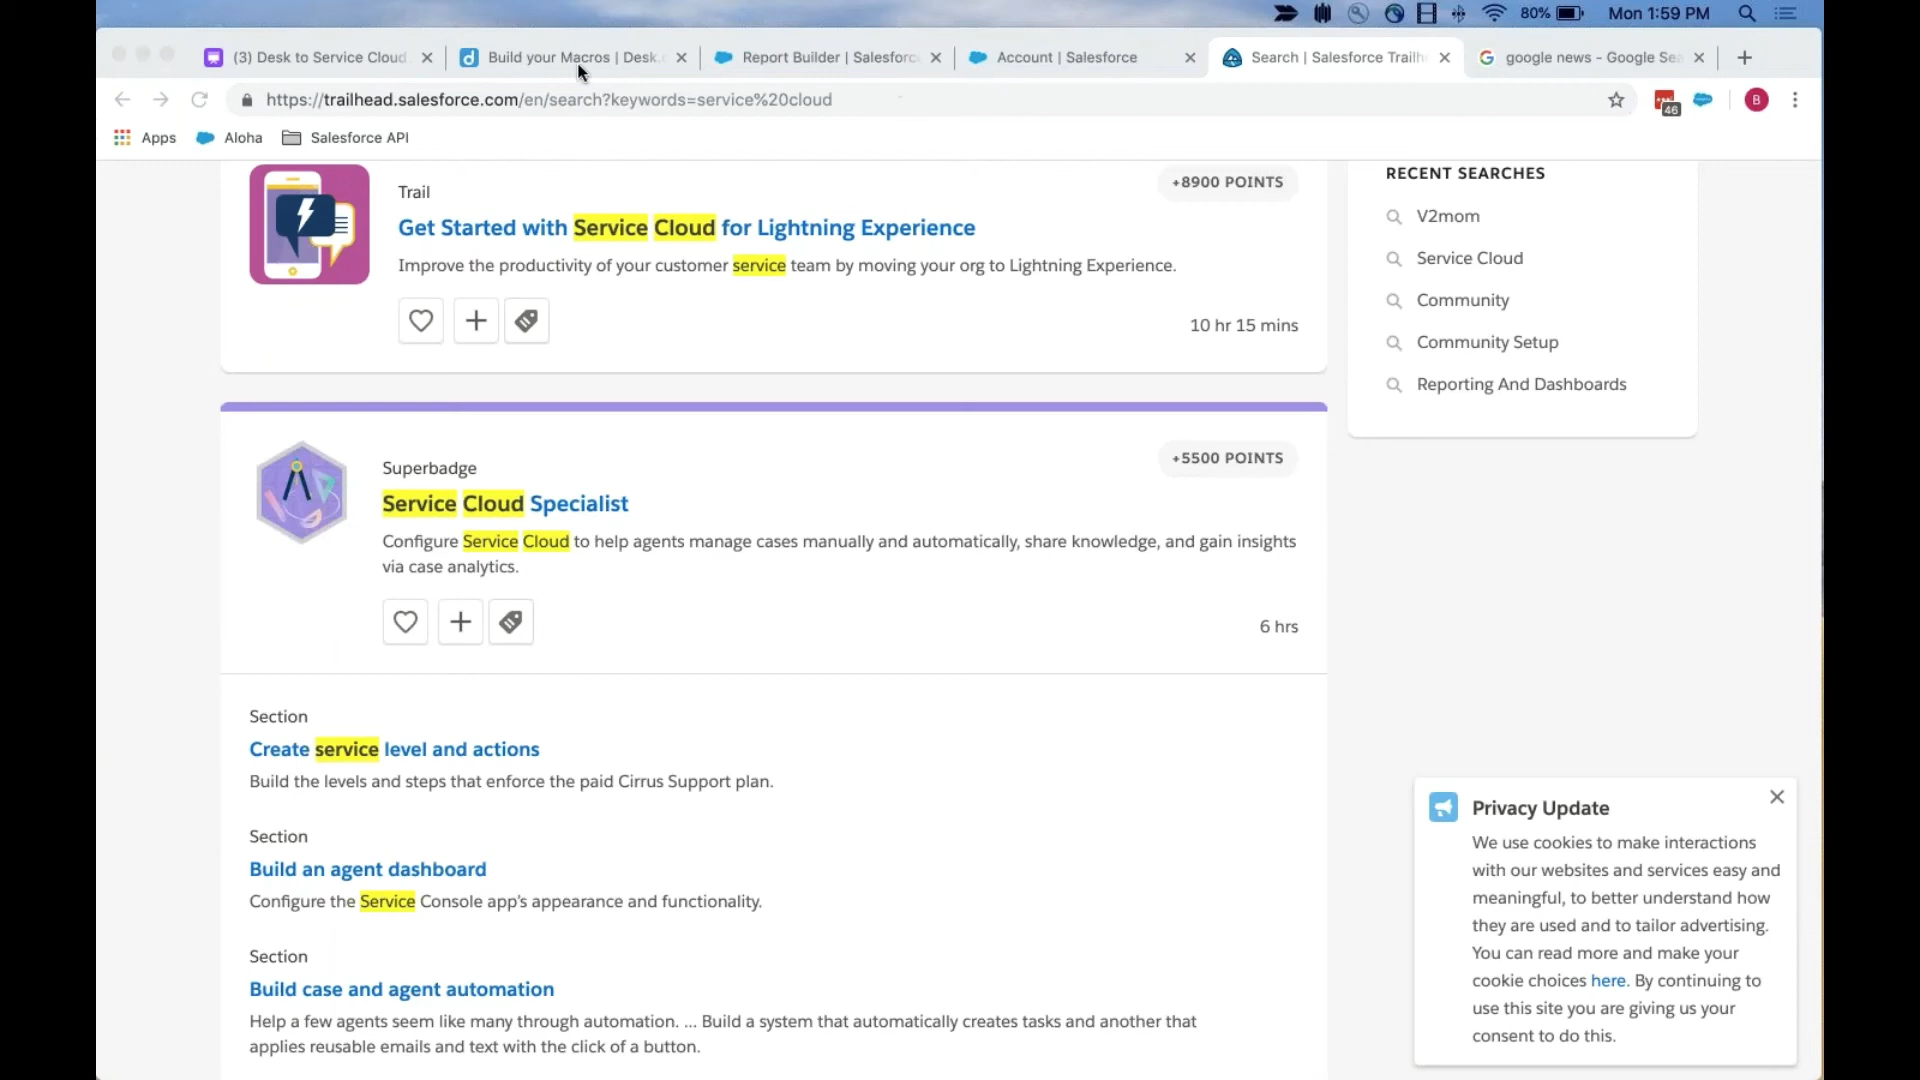 80% Mon 1:59 PM
(3) Desk to Service Cloud
Build your Macros | Desk.
Report Builder | Salesforc
Account | Salesforce
Search | Salesforce Trailh
google news - Google Sea
https://trailhead.salesforce.com/en/search?keywords=service%20cloud
46
B
Apps
Aloha
Salesforce API
Trail
+8900 POINTS
Get Started with Service Cloud for Lightning Experience
Improve the productivity of your customer service team by moving your org to Lightning Experience.
10 hr 15 mins
Superbadge
+5500 POINTS
Service Cloud Specialist
Configure Service Cloud to help agents manage cases manually and automatically, share knowledge, and gain insights
via case analytics.
6 hrs
Section
Create service level and actions
Build the levels and steps that enforce the paid Cirrus Support plan.
Section
Build an agent dashboard
Configure the Service Console app's appearance and functionality.
Section
Build case and agent automation
Help a few agents seem like many through automation. ... Build a system that automatically creates tasks and another that
applies reusable emails and text with the click of a button.
RECENT SEARCHES
V2mom
Service Cloud
Community
Community Setup
Reporting And Dashboards
Privacy Update
We use cookies to make interactions
with our websites and services easy and
meaningful, to better understand how
they are used and to tailor advertising.
You can read more and make your
cookie choices here. By continuing to
use this site you are giving us your
consent to do this.